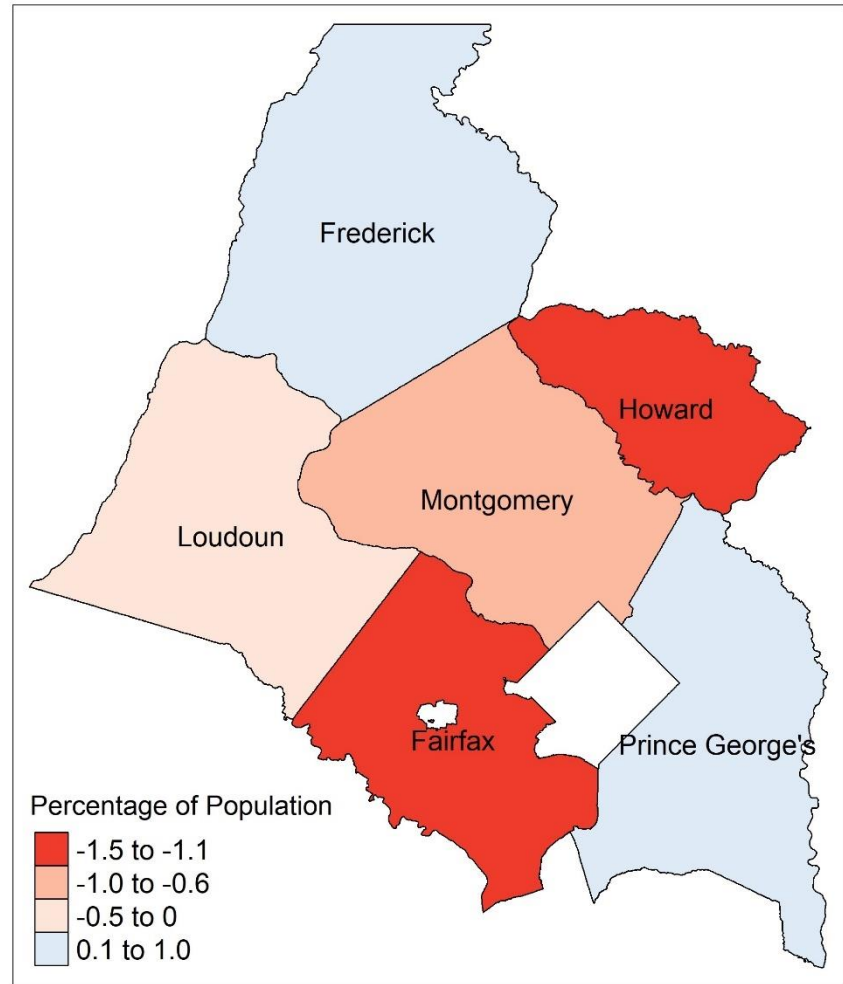 Frederick
Howard
Montgomery
Loudoun
Fairfax
Prince George's
Percentage of Population
-1.5 to -1.1
-1.0 to -0.6
-0.5 to 0
0.1 to 1.0